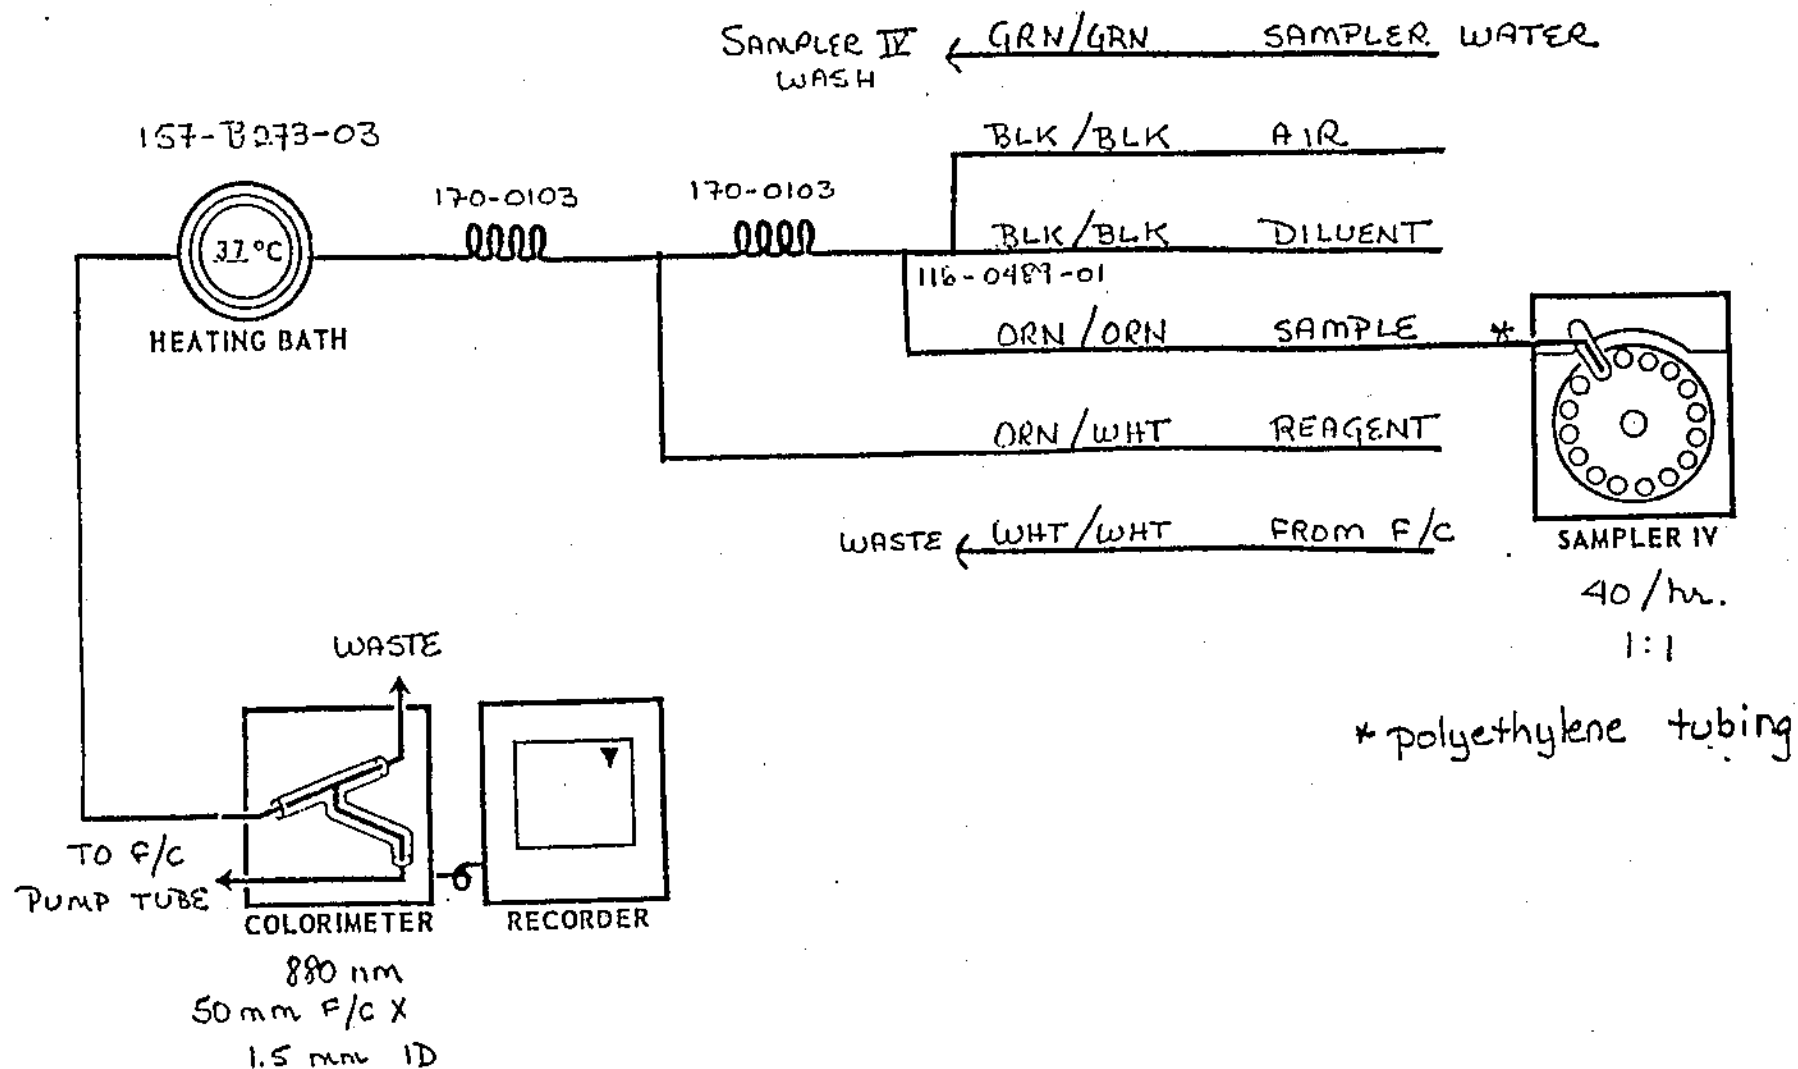 SAMPLER IV
WASH
GRN/GRN SAMPLER WATER
BLK/BLK AIR
157-B273-03
170-0103
170-0103
37°C
BLK/BLK DILUENT
116-0489-01
HEATING BATH
ORN/ORN SAMPLE *
ORN/WHT REAGENT
WASTE WHT/WHT FROM F/C
SAMPLER IV
40/hr.
1:1
WASTE
* polyethylene tubing
TO F/C
PUMP TUBE
COLORIMETER
RECORDER
880 nm
50mm F/C X
1.5 mm ID